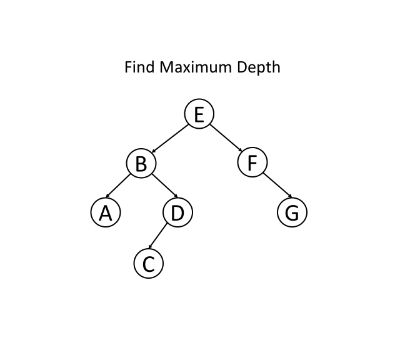 Find Maximum Depth
E
B F
A D G
C